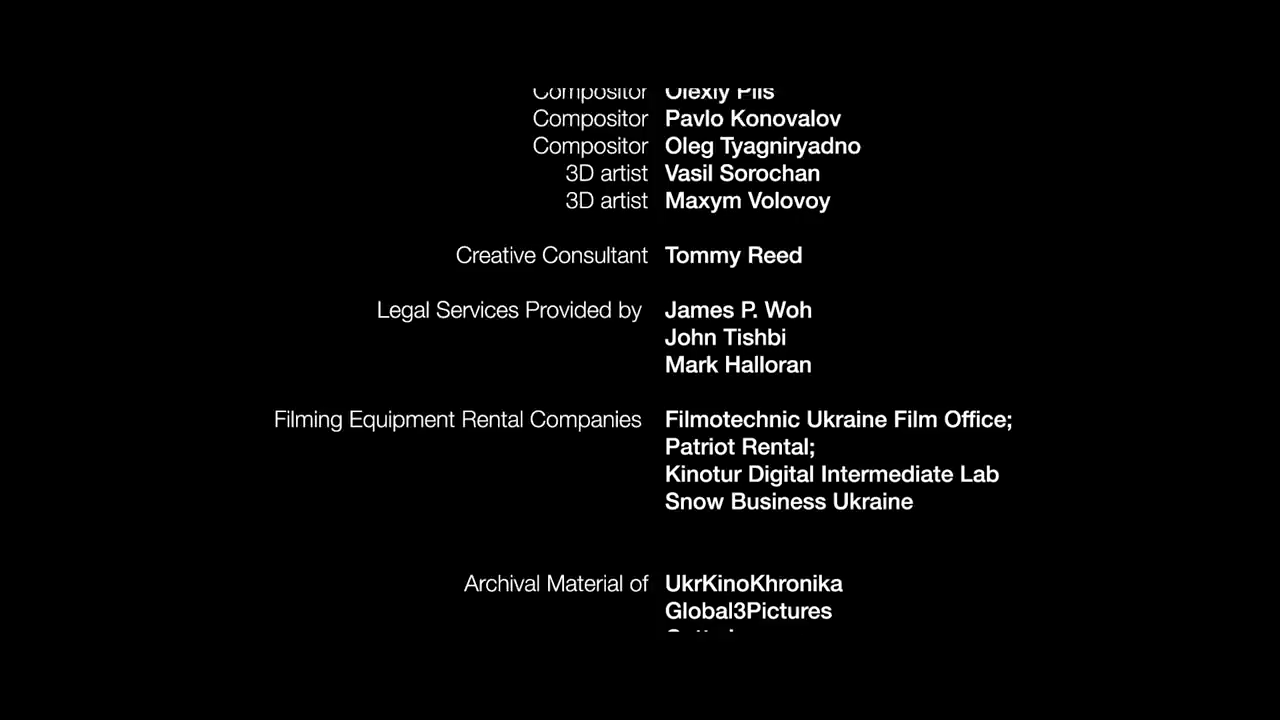 Compositor Olexiy Plis
Compositor Pavlo Konovalov
Compositor Oleg Tyagniryadno
3D artist Vasil Sorochan
3D artist Maxym Volovoy
Creative Consultant Tommy Reed
Legal Services Provided by James P. Woh
John Tishbi
Mark Halloran
Filming Equipment Rental Companies Filmotechnic Ukraine Film Office;
Patriot Rental;
Kinotur Digital Intermediate Lab
Snow Business Ukraine
Archival Material of UkrKinoKhronika
Global3Pictures